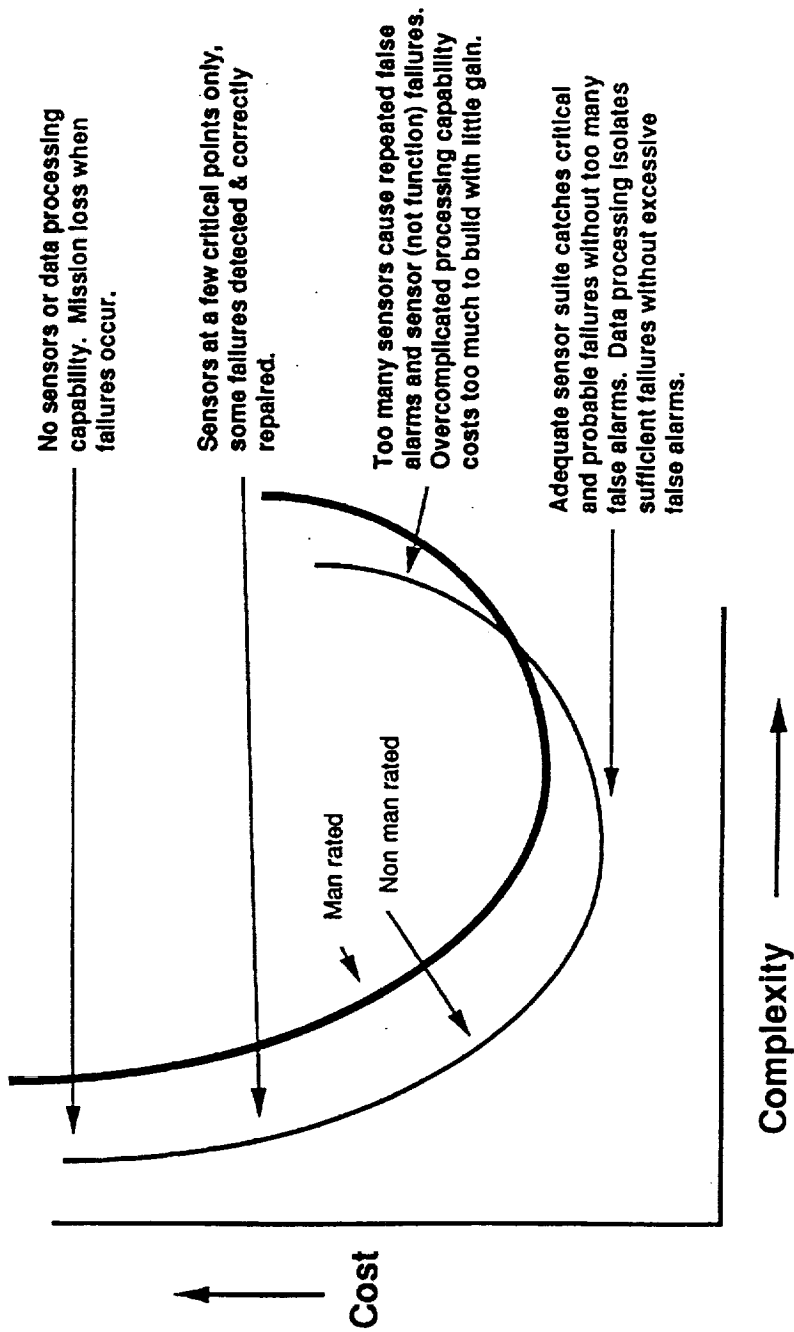 No sensors or data processing
capability. Mission loss when
failures occur.
Sensors at a few critical points only,
some failures detected & correctly
repaired.
Too many sensors cause repeated false
alarms and sensor (not function) failures.
Overcomplicated processing capability
costs too much to build with little gain.
Adequate sensor suite catches critical
and probable failures without too many
false alarms. Data processing isolates
sufficient failures without excessive
false alarms.
Man rated
Non man rated
Cost
Complexity